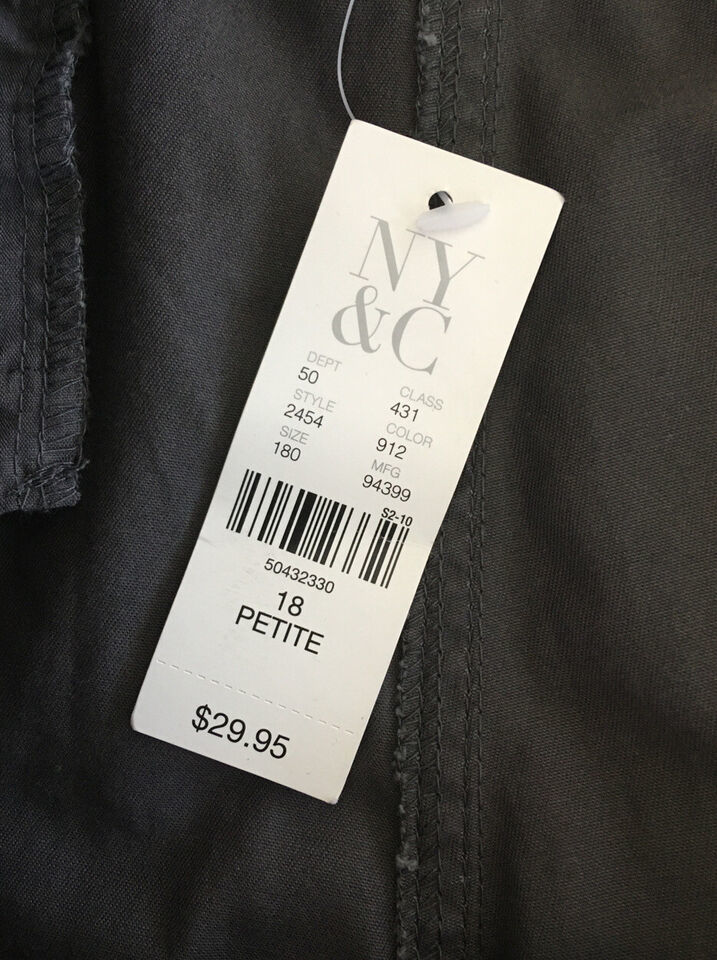 NY
&C
DEPT CLASS
50 431
STYLE COLOR
2454 912
SIZE MFG
180 94399
S2-10
50432330
18
PETITE
$29.95